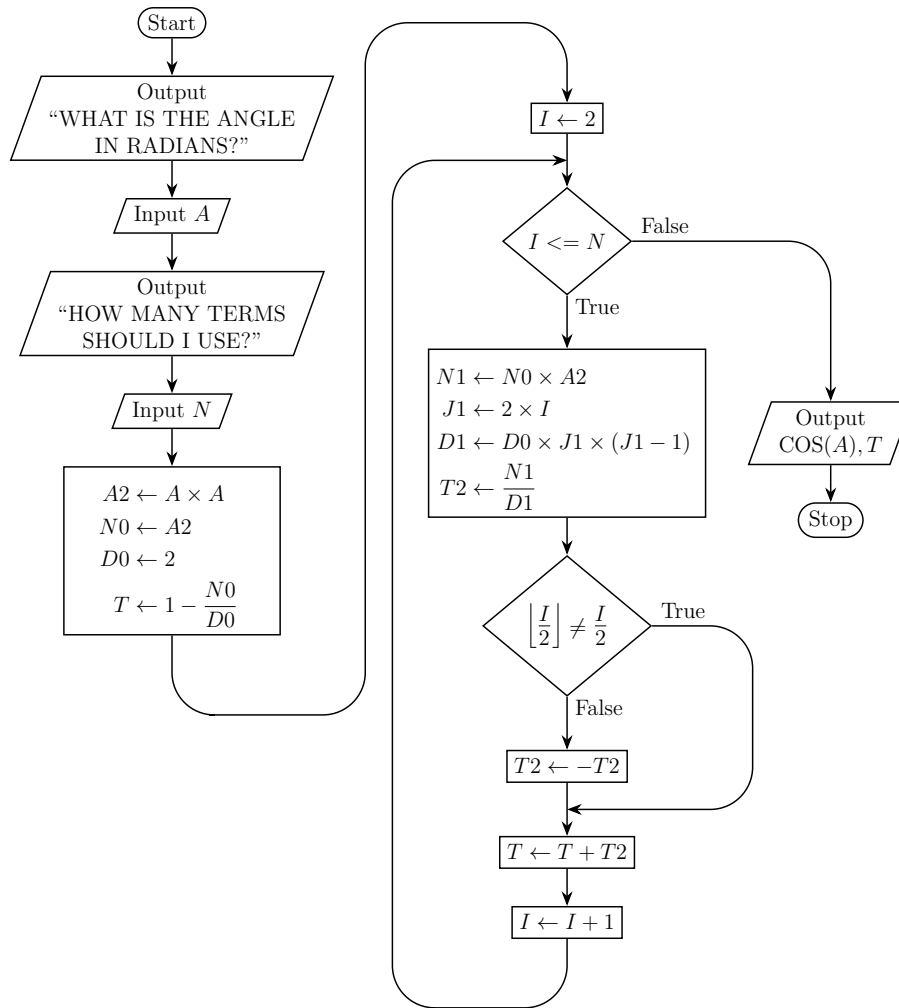 Start
Output
“WHAT IS THE ANGLE
IN RADIANS?”
Input A
Output
“HOW MANY TERMS
SHOULD I USE?”
Input N
A2 ← A × A
N0 ← A2
D0 ← 2
T ← 1 − N0/D0
I ← 2
I <= N
False
True
N1 ← N0 × A2
J1 ← 2 × I
D1 ← D0 × J1 × (J1 − 1)
T2 ← N1/D1
⌊I/2⌋ ≠ I/2
True
False
T2 ← −T2
T ← T + T2
I ← I + 1
Output
COS(A), T
Stop